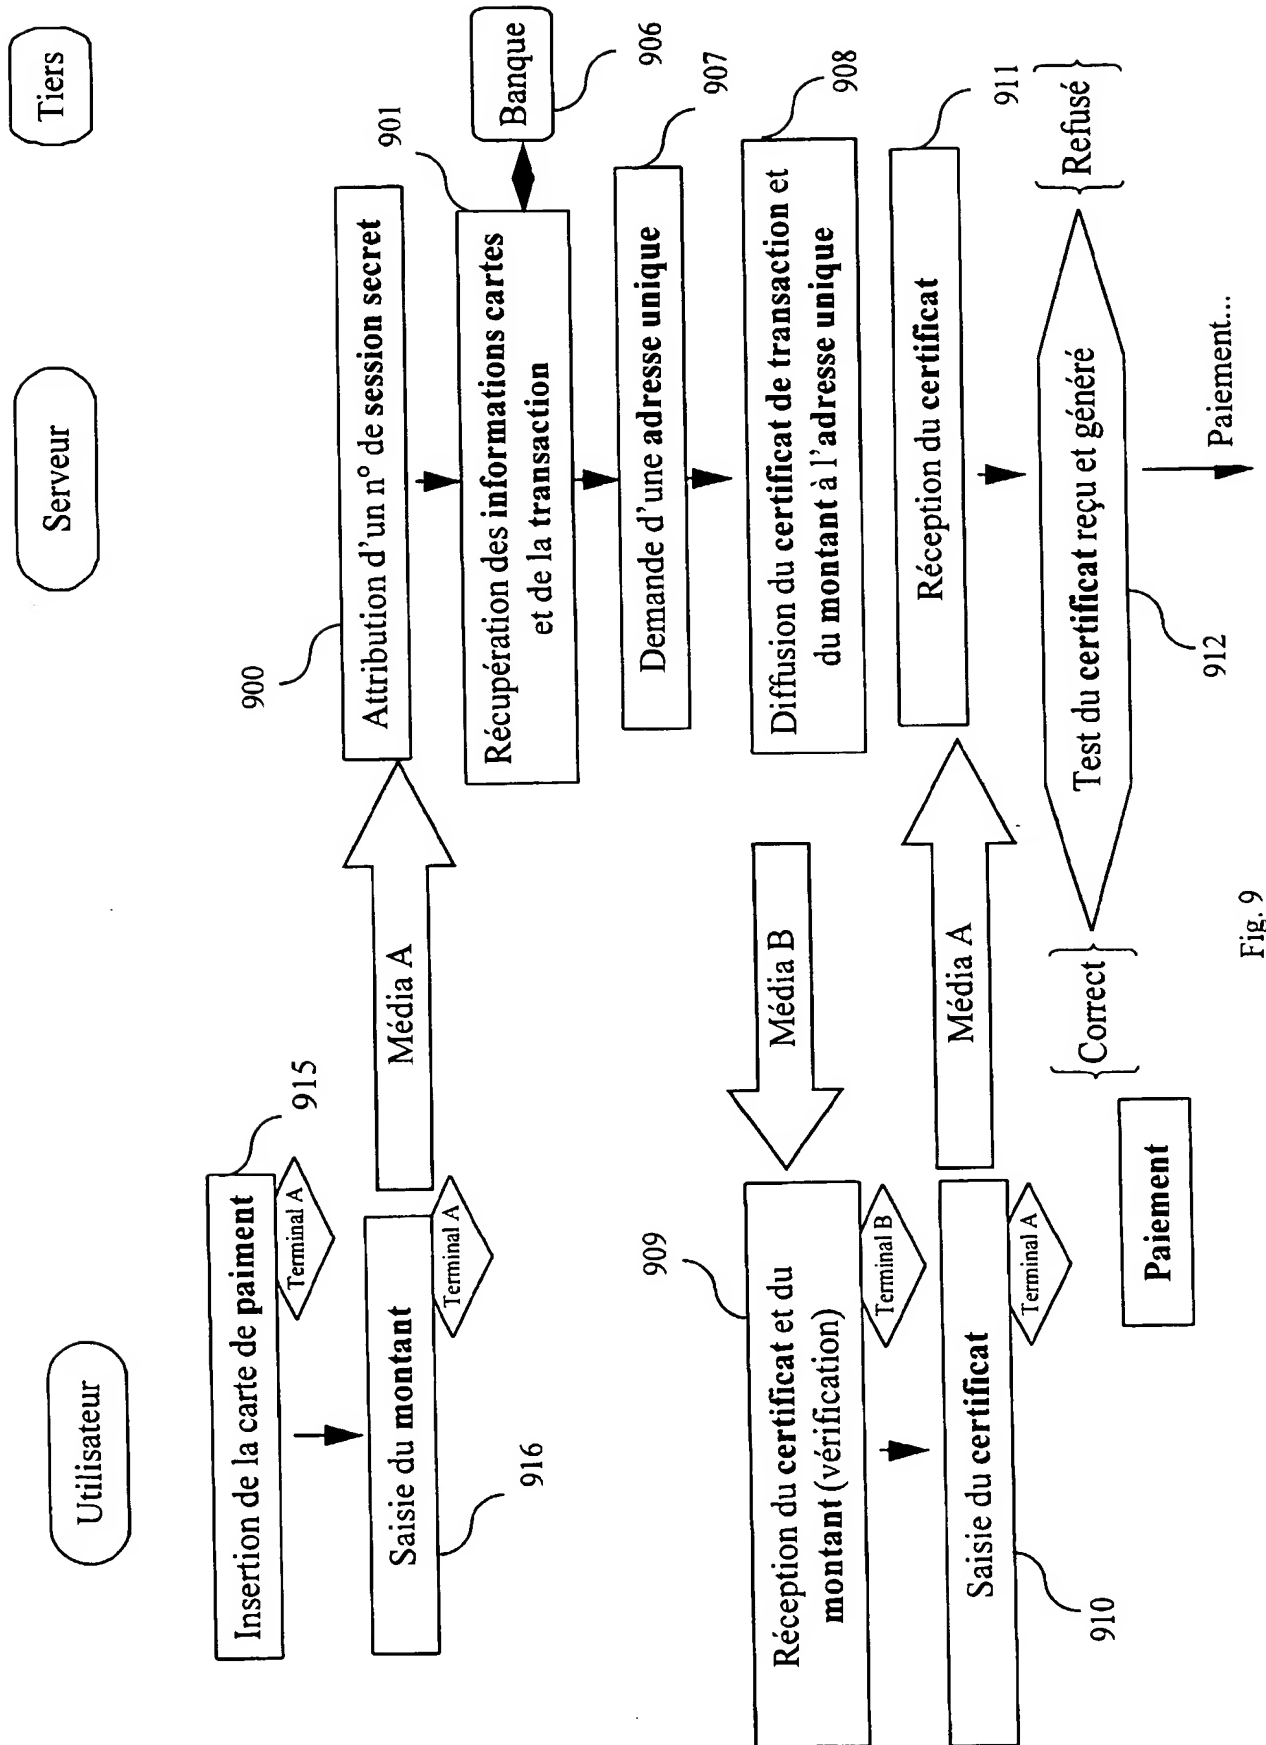 Utilisateur
Serveur
Tiers
Insertion de la carte de paiment
915
Terminal A
Saisie du montant
916
Terminal A
Média A
900
Attribution d'un n° de session secret
901
Récupération des informations cartes
et de la transaction
Banque
906
Demande d'une adresse unique
907
Diffusion du certificat de transaction et
du montant à l'adresse unique
908
Média B
909
Réception du certificat et du
montant (vérification)
Terminal B
Saisie du certificat
910
Terminal A
Média A
Réception du certificat
911
Test du certificat reçu et généré
912
{Correct}
{Refusé}
Paiement
Paiement...
Fig. 9